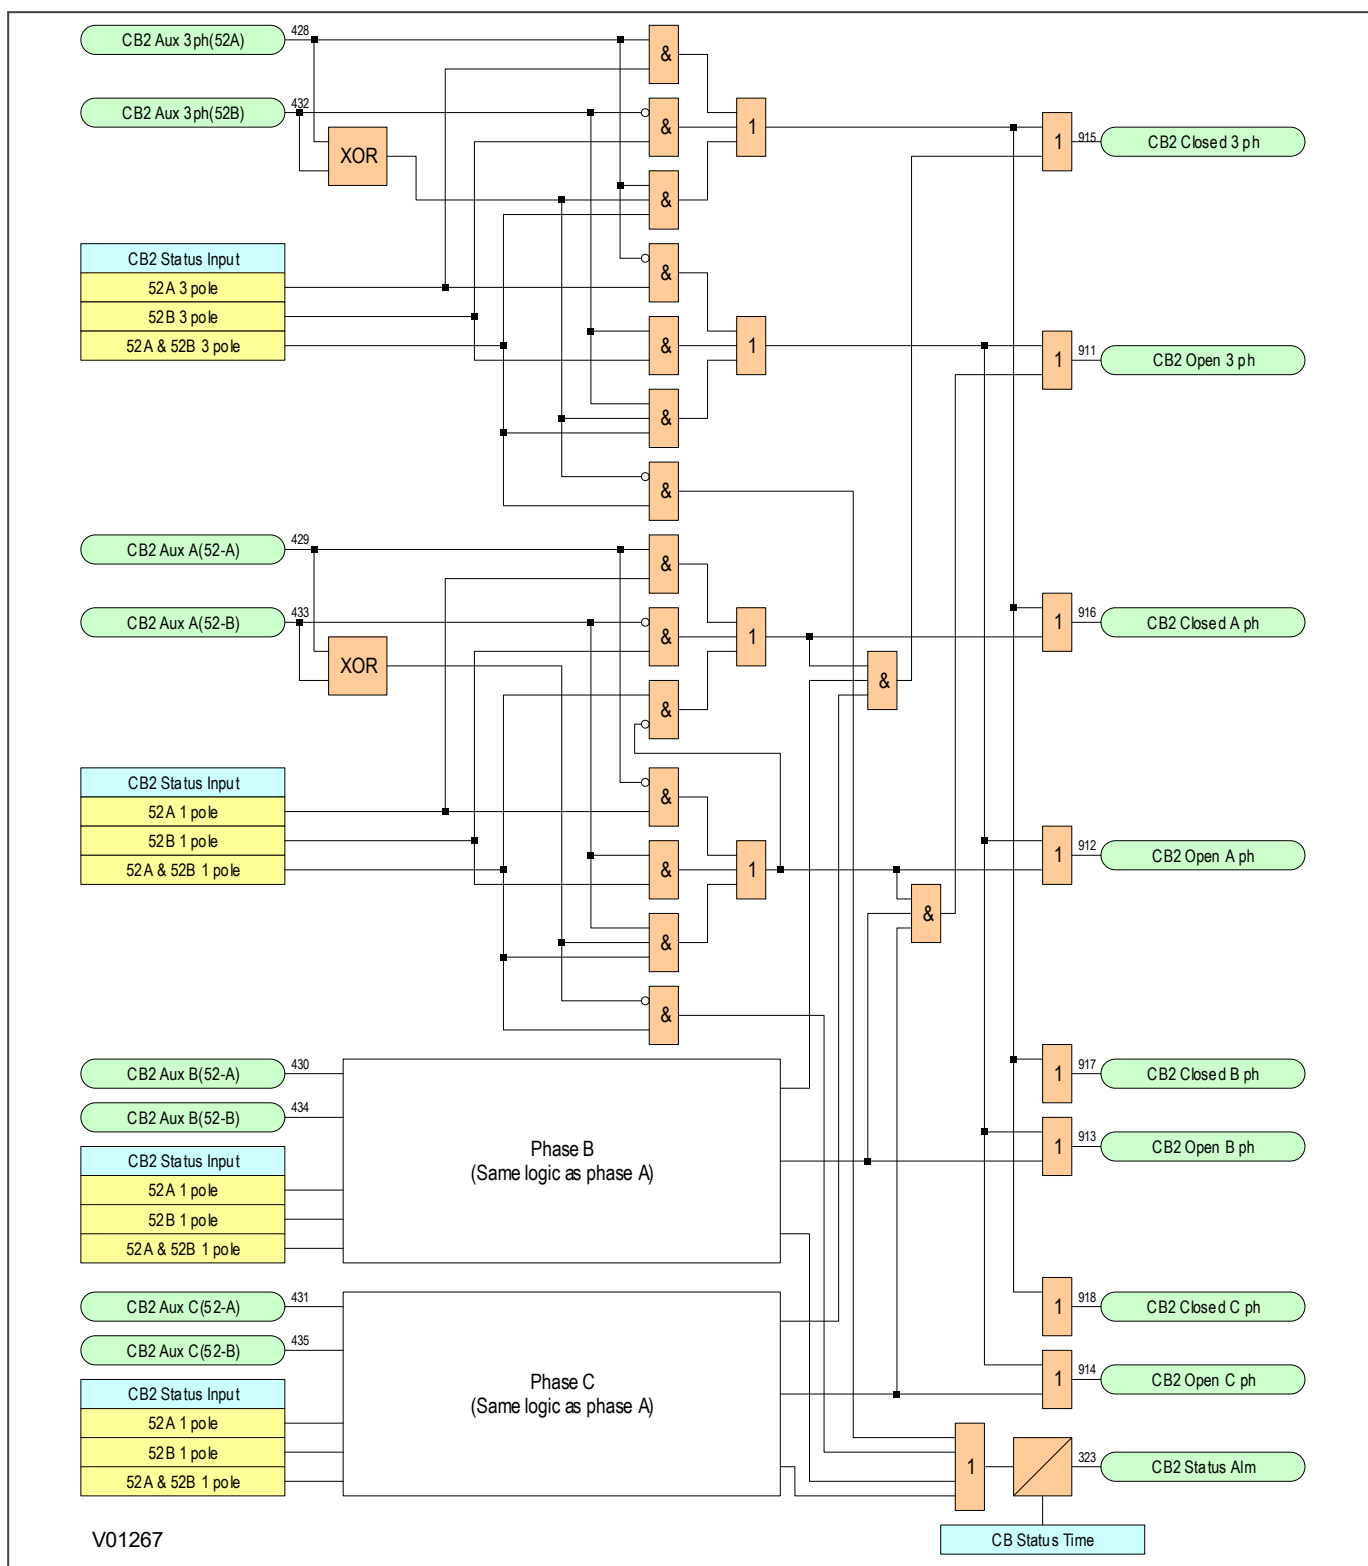 CB2 Aux 3ph(52A)
428
&
CB2 Aux 3ph(52B)
432
&
1
XOR
1
915
CB2 Closed 3 ph
&
CB2 Status Input
52A 3 pole
52B 3 pole
52A & 52B 3 pole
&
&
1
1
911
CB2 Open 3 ph
&
&
CB2 Aux A(52-A)
429
&
CB2 Aux A(52-B)
433
&
1
1
916
CB2 Closed A ph
XOR
&
&
CB2 Status Input
52A 1 pole
52B 1 pole
52A & 52B 1 pole
&
&
1
1
912
CB2 Open A ph
&
&
&
CB2 Aux B(52-A)
430
1
917
CB2 Closed B ph
CB2 Aux B(52-B)
434
CB2 Status Input
52A 1 pole
52B 1 pole
52A & 52B 1 pole
Phase B
(Same logic as phase A)
1
913
CB2 Open B ph
CB2 Aux C(52-A)
431
1
918
CB2 Closed C ph
CB2 Aux C(52-B)
435
CB2 Status Input
52A 1 pole
52B 1 pole
52A & 52B 1 pole
Phase C
(Same logic as phase A)
1
914
CB2 Open C ph
1
323
CB2 Status Alm
CB Status Time
V01267